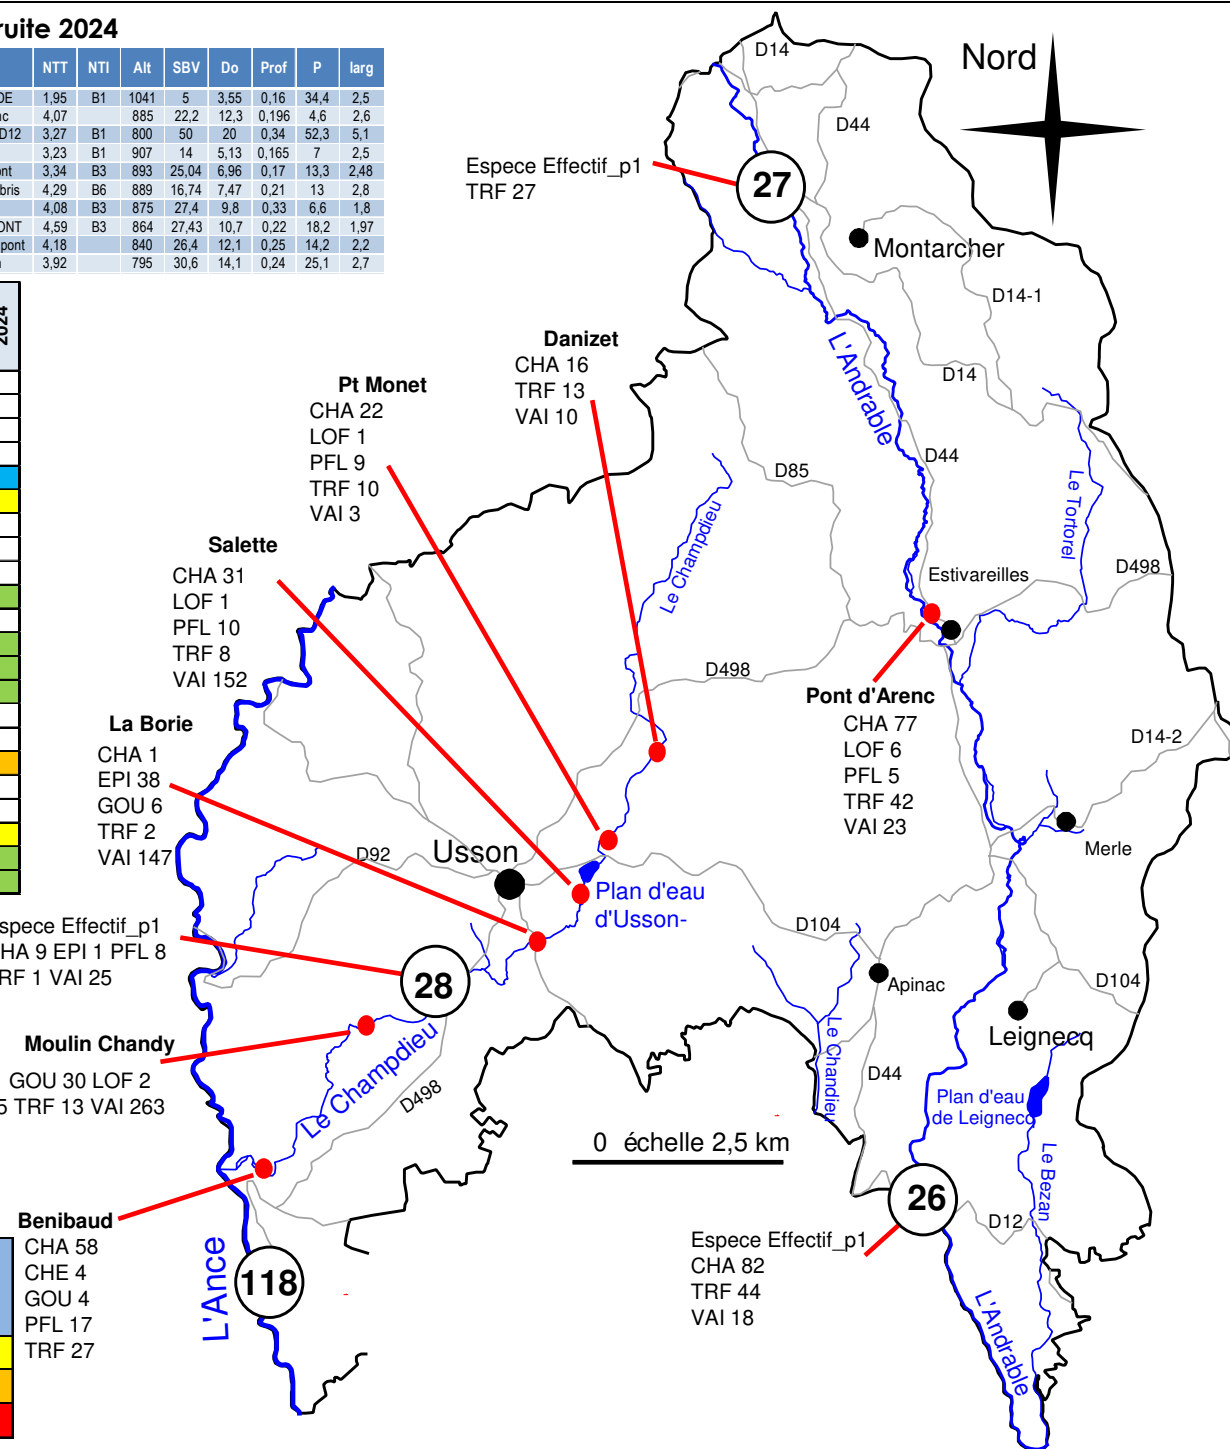 ruite 2024
NTT NTI Alt SBV Do Prof P larg
DE 1,95 B1 1041 5 3,55 0,16 34,4 2,5
nc 4,07 885 22,2 12,3 0,196 4,6 2,6
D12 3,27 B1 800 50 20 0,34 52,3 5,1
3,23 B1 907 14 5,13 0,165 7 2,5
ont 3,34 B3 893 25,04 6,96 0,17 13,3 2,48
bris 4,29 B6 889 16,74 7,47 0,21 13 2,8
4,08 B3 875 27,4 9,8 0,33 6,6 1,8
ONT 4,59 B3 864 27,43 10,7 0,22 18,2 1,97
pont 4,18 840 26,4 12,1 0,25 14,2 2,2
3,92 795 30,6 14,1 0,24 25,1 2,7
2024
Nord
D14
D44
Espece Effectif_p1
TRF 27
27
Montarcher
D14-1
L'Andrable
D14
Danizet
CHA 16
TRF 13
VAI 10
Pt Monet
CHA 22
LOF 1
PFL 9
TRF 10
VAI 3
D44
D85
Le Tortorel
Le Champdieu
Salette
CHA 31
LOF 1
PFL 10
TRF 8
VAI 152
Estivareilles
D498
D498
Pont d'Arenc
CHA 77
LOF 6
PFL 5
TRF 42
VAI 23
La Borie
CHA 1
EPI 38
GOU 6
TRF 2
VAI 147
D14-2
Merle
D92
Usson
Plan d'eau
d'Usson-
D104
Apinac
D104
spece Effectif_p1
HA 9 EPI 1 PFL 8
RF 1 VAI 25
28
Leignecq
Moulin Chandy
GOU 30 LOF 2
5 TRF 13 VAI 263
Le Champdieu
D498
Le Chandieu
D44
Plan d'eau
de Leignecq
0 échelle 2,5 km
Le Bezan
26
D12
Benibaud
CHA 58
CHE 4
GOU 4
PFL 17
TRF 27
L'Ance
118
Espece Effectif_p1
CHA 82
TRF 44
VAI 18
L'Andrable